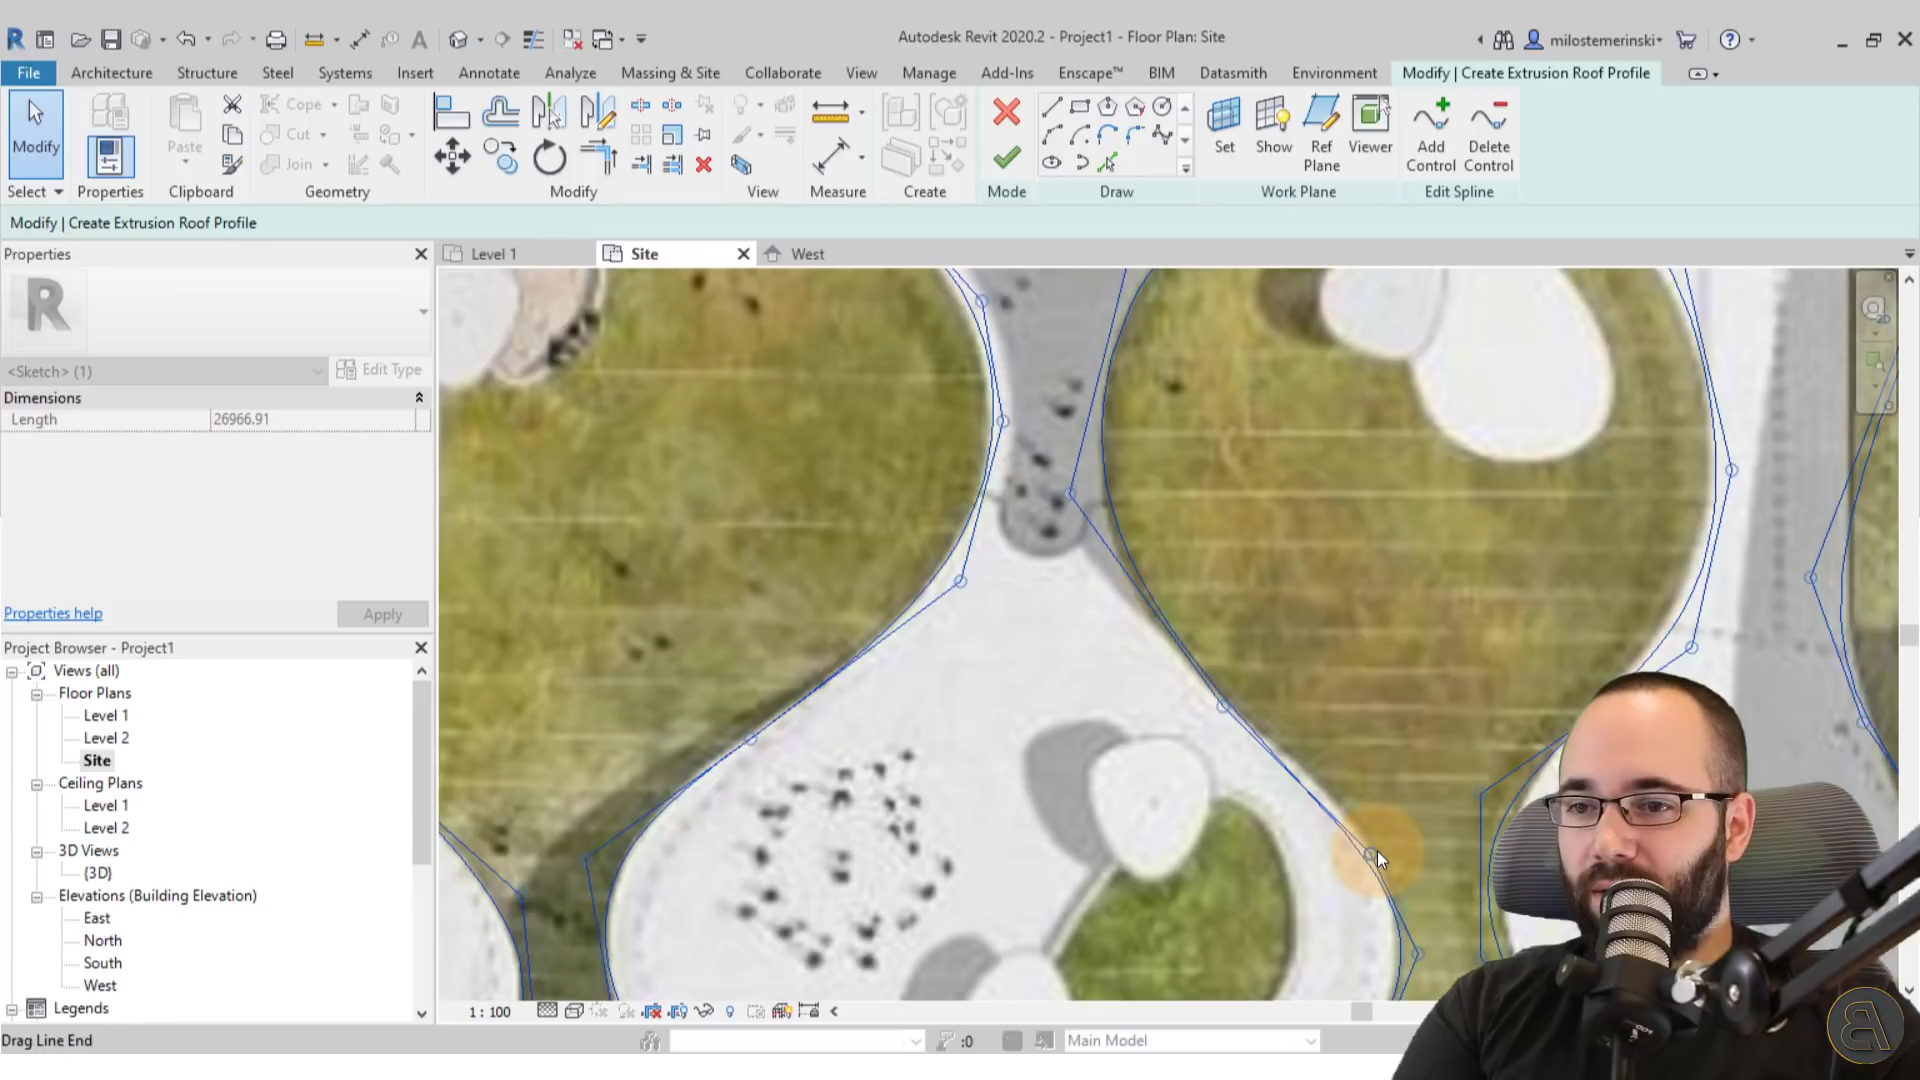 Autodesk Revit 2020.2 - Project1 - Floor Plan: Site
milostemerinski
File
Architecture
Structure
Steel
Systems
Insert
Annotate
Analyze
Massing & Site
Collaborate
View
Manage
Add-Ins
Enscape™
BIM
Datasmith
Environment
Modify | Create Extrusion Roof Profile
Modify
Select
Properties
Paste
Clipboard
Cope
Cut
Join
Geometry
Modify
View
Measure
Create
Mode
Draw
Set
Show
Ref Plane
Viewer
Work Plane
Add Control
Delete Control
Edit Spline
Modify | Create Extrusion Roof Profile
Properties
Level 1
Site
West
R
<Sketch> (1)
Edit Type
Dimensions
Length
26966.91
Properties help
Apply
Project Browser - Project1
Views (all)
Floor Plans
Level 1
Level 2
Site
Ceiling Plans
Level 1
Level 2
3D Views
{3D}
Elevations (Building Elevation)
East
North
South
West
Legends
1 : 100
Drag Line End
:0
Main Model